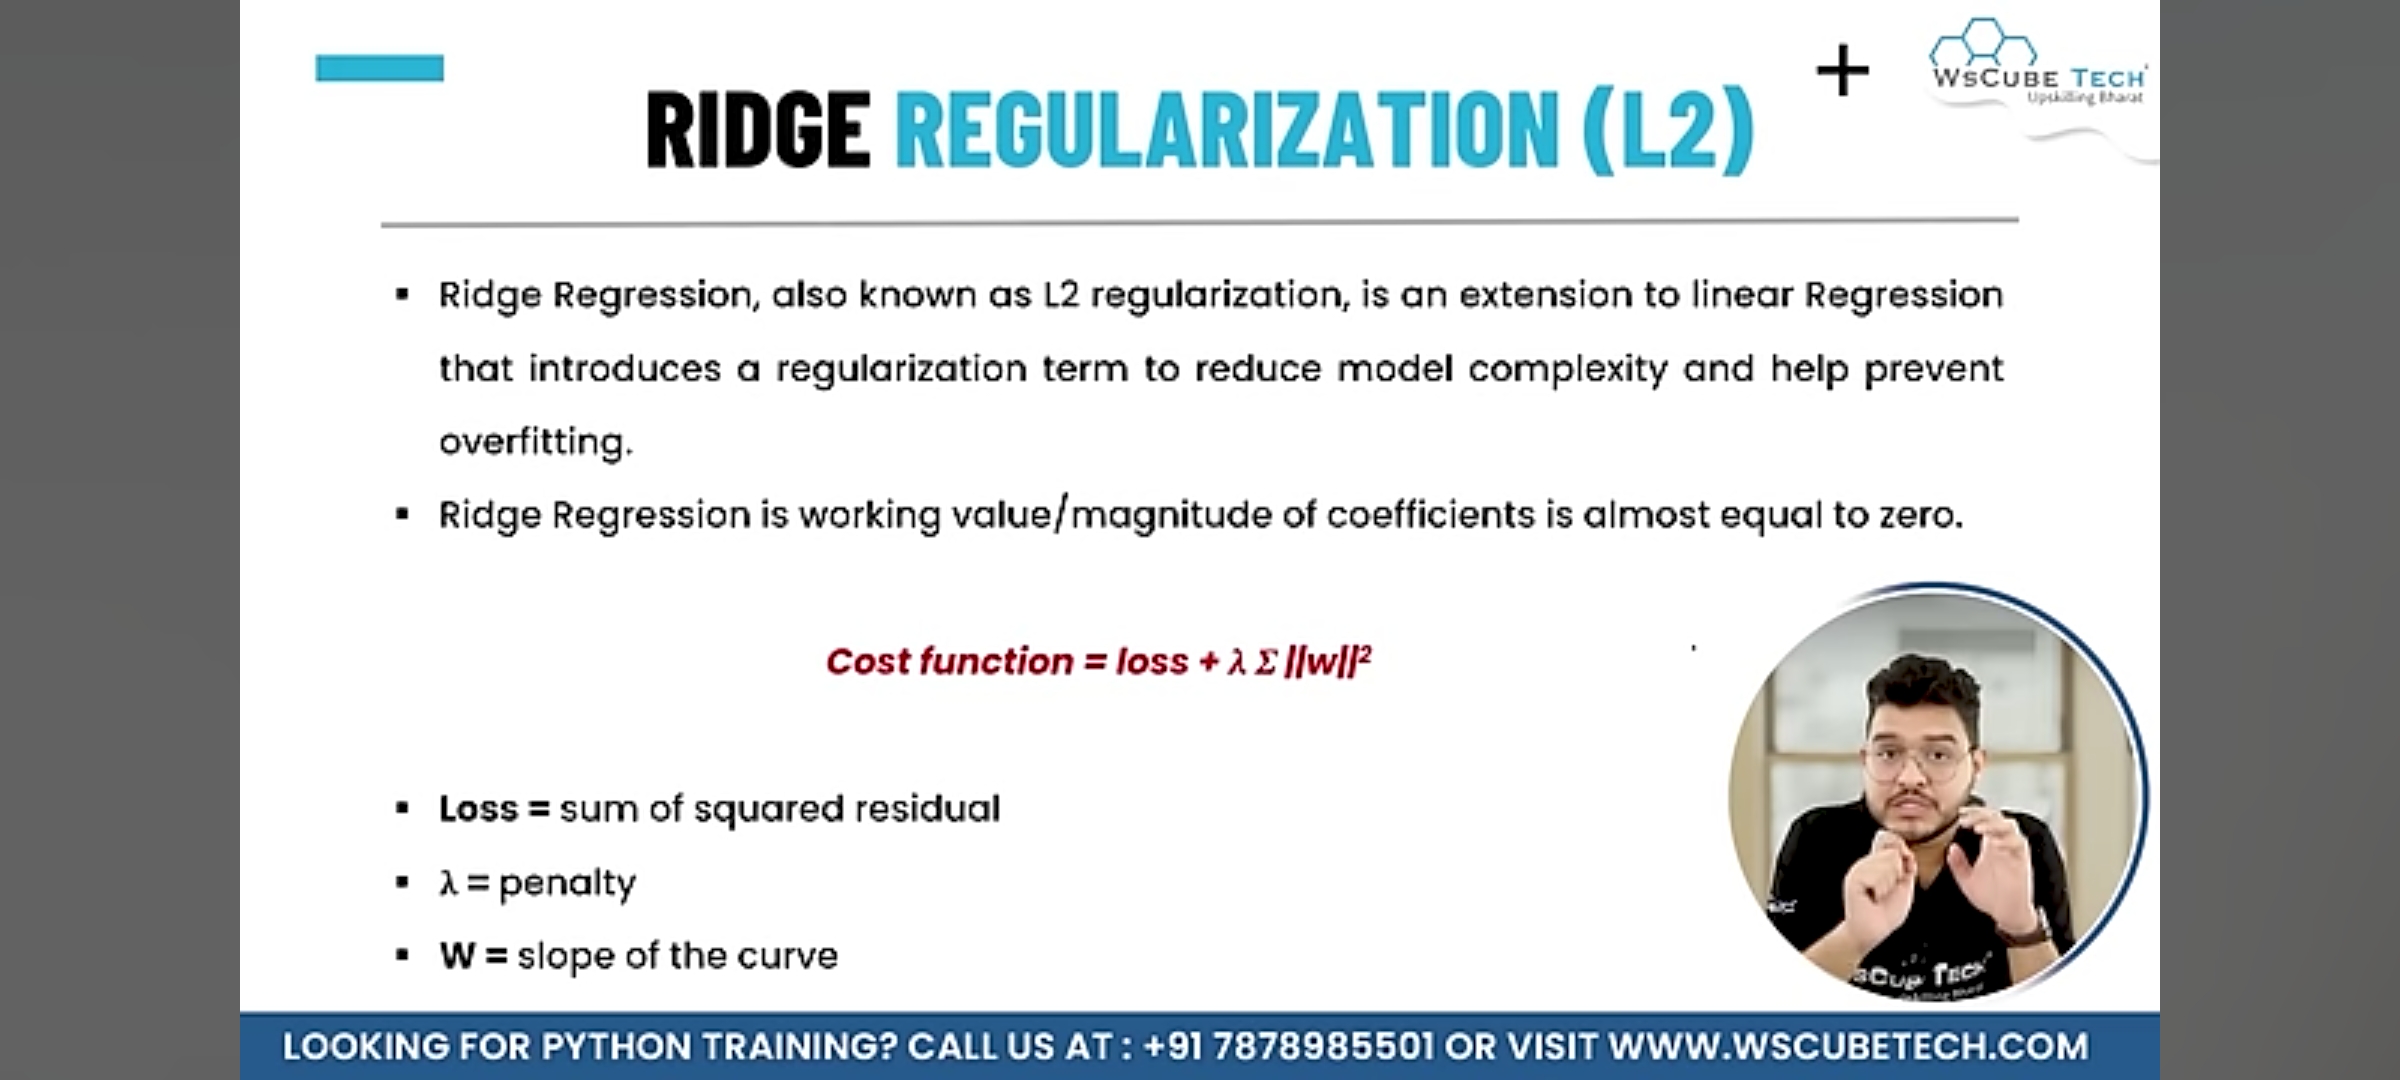 WsCube Tech
Upskilling Bharat
RIDGE REGULARIZATION (L2)
▪ Ridge Regression, also known as L2 regularization, is an extension to linear Regression
that introduces a regularization term to reduce model complexity and help prevent
overfitting.
▪ Ridge Regression is working value/magnitude of coefficients is almost equal to zero.
Cost function = loss + λ Σ ||w||²
▪ Loss = sum of squared residual
▪ λ = penalty
▪ W = slope of the curve
sCube Tech
LOOKING FOR PYTHON TRAINING? CALL US AT : +91 7878985501 OR VISIT WWW.WSCUBETECH.COM